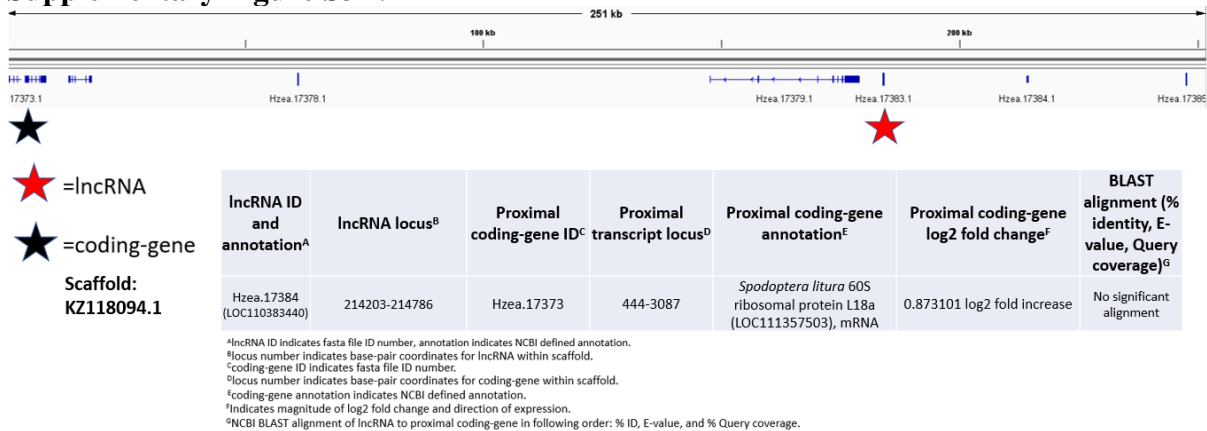 251 kb
100 kb
200 kb
17373.1
Hzea.17378.1
Hzea.17379.1
Hzea.17383.1
Hzea.17384.1
Hzea.17385
=lncRNA
=coding-gene
Scaffold:
KZ118094.1
lncRNA ID
and
annotationᴬ
lncRNA locusᴮ
Proximal
coding-gene IDᶜ
Proximal
transcript locusᴰ
Proximal coding-gene
annotationᴱ
Proximal coding-gene
log2 fold changeᶠ
BLAST
alignment (%
identity, E-
value, Query
coverage)ᴳ
Hzea.17384
(LOC110383440)
214203-214786
Hzea.17373
444-3087
Spodoptera litura 60S
ribosomal protein L18a
(LOC111357503), mRNA
0.873101 log2 fold increase
No significant
alignment
ᴬlncRNA ID indicates fasta file ID number, annotation indicates NCBI defined annotation.
ᴮlocus number indicates base-pair coordinates for lncRNA within scaffold.
ᶜcoding-gene ID indicates fasta file ID number.
ᴰlocus number indicates base-pair coordinates for coding-gene within scaffold.
ᴱcoding-gene annotation indicates NCBI defined annotation.
ᶠIndicates magnitude of log2 fold change and direction of expression.
ᴳNCBI BLAST alignment of lncRNA to proximal coding-gene in following order: % ID, E-value, and % Query coverage.